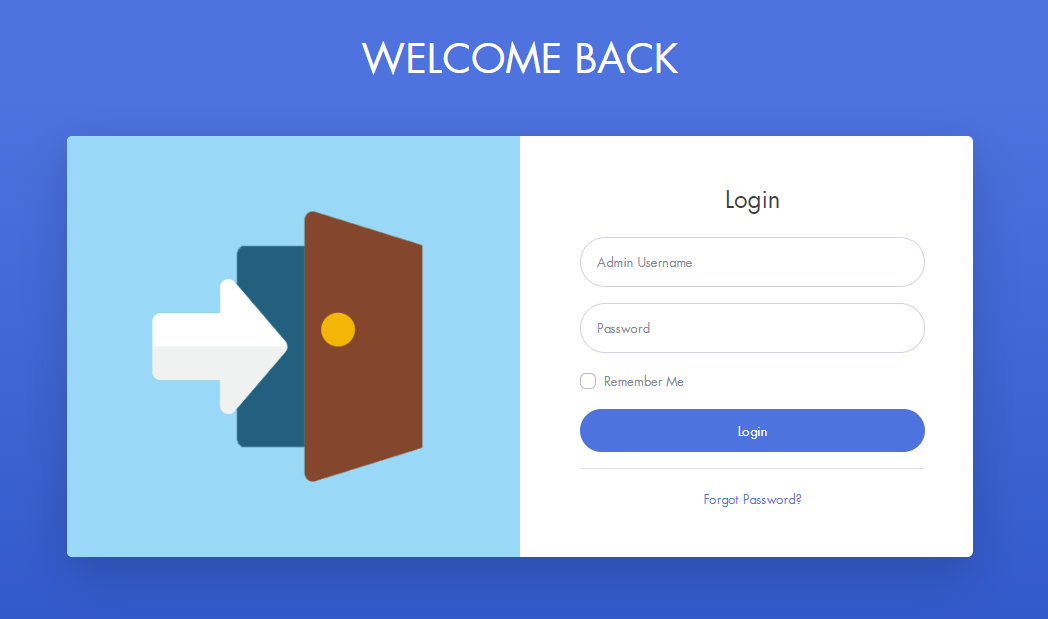 WELCOME BACK
Login
Admin Username
Password
Remember Me
Login
Forgot Password?